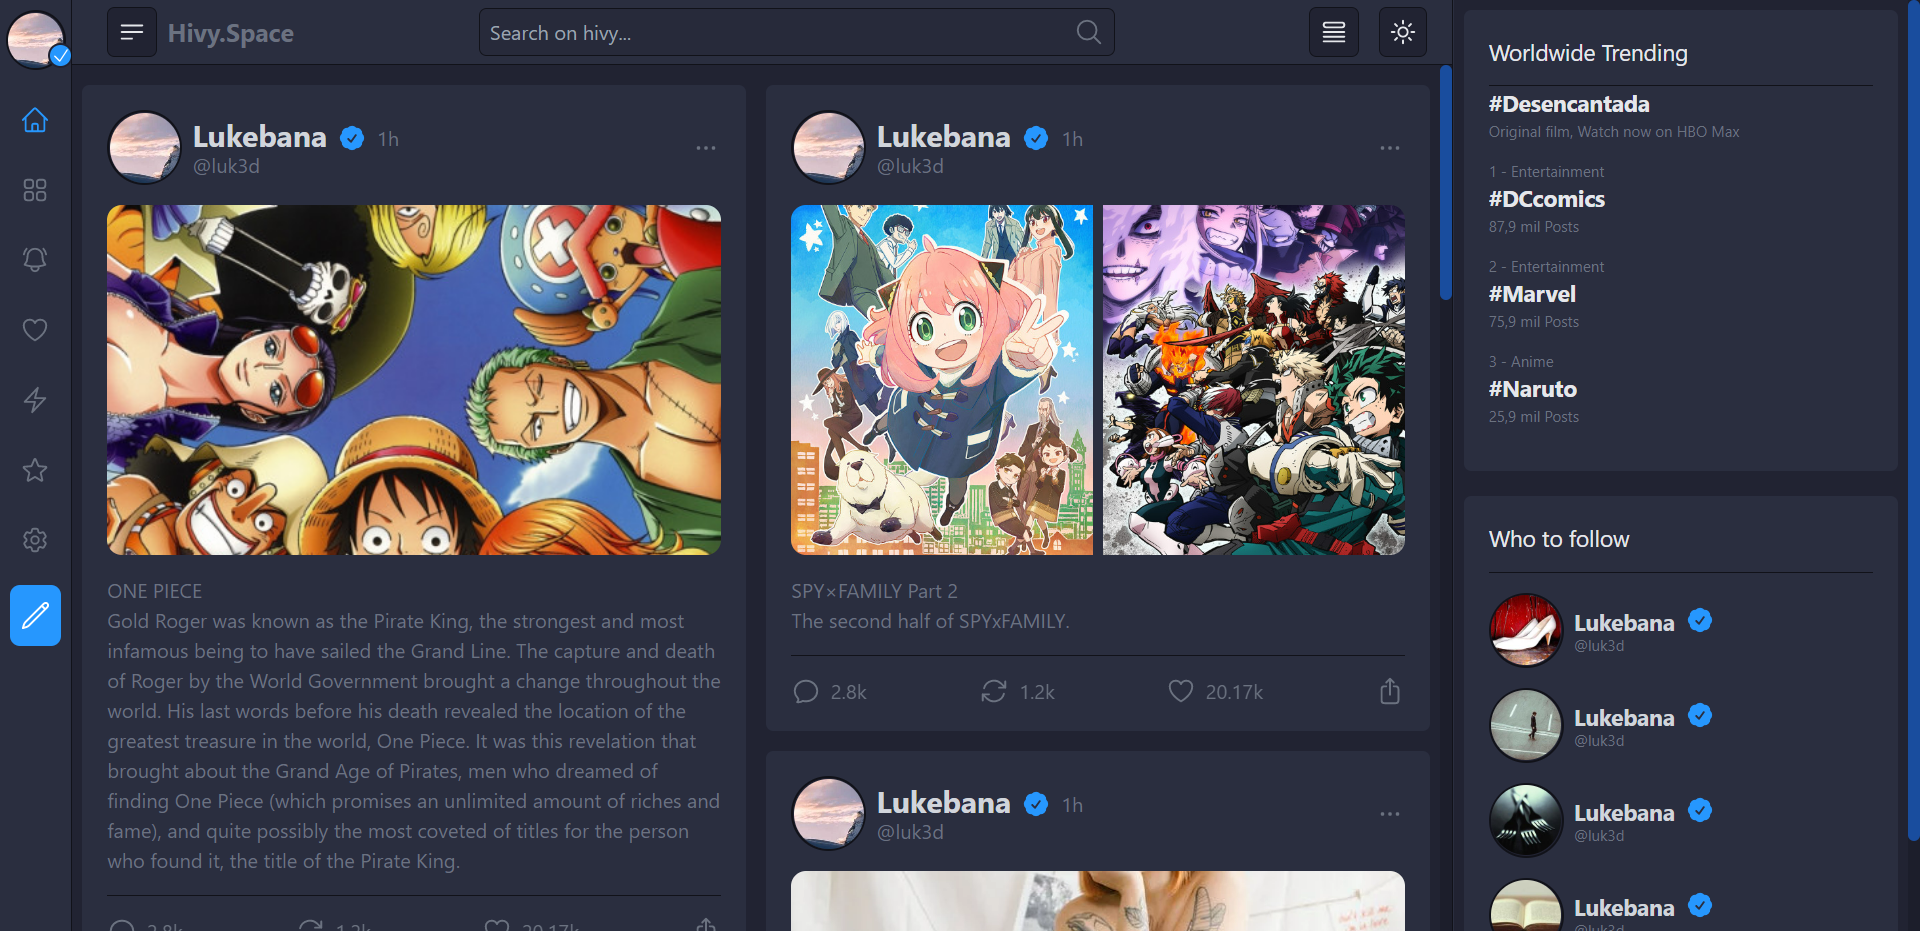 Hivy.Space
Search on hivy...
Lukebana 1h
@luk3d
ONE PIECE
Gold Roger was known as the Pirate King, the strongest and most
infamous being to have sailed the Grand Line. The capture and death
of Roger by the World Government brought a change throughout the
world. His last words before his death revealed the location of the
greatest treasure in the world, One Piece. It was this revelation that
brought about the Grand Age of Pirates, men who dreamed of
finding One Piece (which promises an unlimited amount of riches and
fame), and quite possibly the most coveted of titles for the person
who found it, the title of the Pirate King.
2.8k 1.2k 20.17k
Lukebana 1h
@luk3d
SPY×FAMILY Part 2
The second half of SPYxFAMILY.
2.8k 1.2k 20.17k
Lukebana 1h
@luk3d
Worldwide Trending
#Desencantada
Original film, Watch now on HBO Max
1 - Entertainment
#DCcomics
87,9 mil Posts
2 - Entertainment
#Marvel
75,9 mil Posts
3 - Anime
#Naruto
25,9 mil Posts
Who to follow
Lukebana
@luk3d
Lukebana
@luk3d
Lukebana
@luk3d
Lukebana
@luk3d